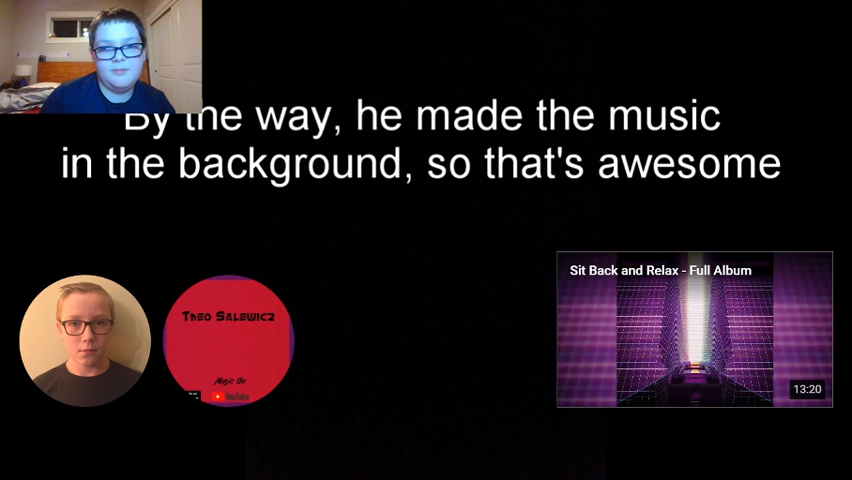 By the way, he made the music
in the background, so that's awesome
Sit Back and Relax - Full Album
Theo Salewicz
Music On:
YouTube
13:20